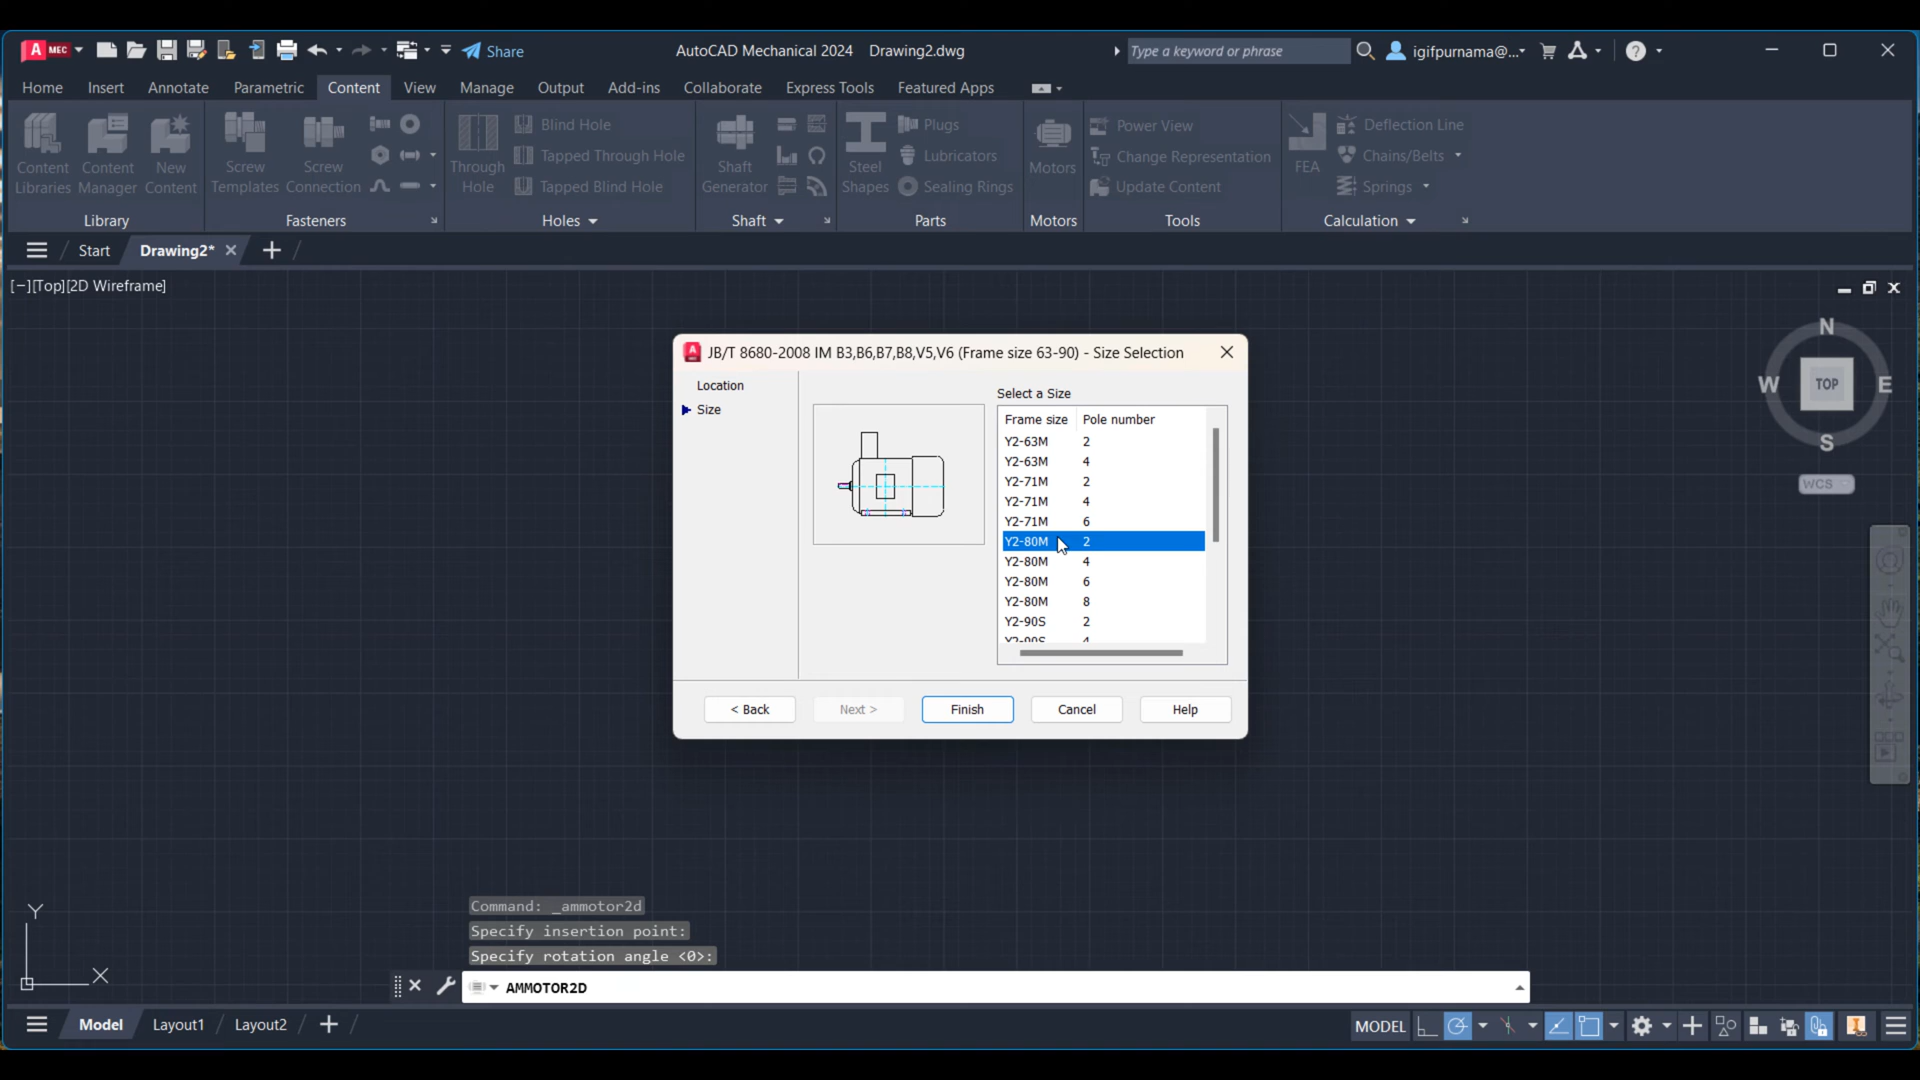 A MEC
Share
AutoCAD Mechanical 2024 Drawing2.dwg
Type a keyword or phrase
igifpurnama@...
Home Insert Annotate Parametric Content View Manage Output Add-ins Collaborate Express Tools Featured Apps
Content Libraries
Content Manager
New Content
Library
Screw Templates
Screw Connection
Fasteners
Through Hole
Blind Hole
Tapped Through Hole
Tapped Blind Hole
Holes
Shaft Generator
Shaft
Steel Shapes
Plugs
Lubricators
Sealing Rings
Parts
Motors
Motors
Power View
Change Representation
Update Content
Tools
FEA
Deflection Line
Chains/Belts
Springs
Calculation
Start
Drawing2*
[−][Top][2D Wireframe]
N
W TOP E
S
WCS
JB/T 8680-2008 IM B3,B6,B7,B8,V5,V6 (Frame size 63-90) - Size Selection
Location
Size
Select a Size
Frame size Pole number
Y2-63M 2
Y2-63M 4
Y2-71M 2
Y2-71M 4
Y2-71M 6
Y2-80M 2
Y2-80M 4
Y2-80M 6
Y2-80M 8
Y2-90S 2
Y2-90S 4
< Back
Next >
Finish
Cancel
Help
Y
X
Command: _ammotor2d
Specify insertion point:
Specify rotation angle <0>:
AMMOTOR2D
Model Layout1 Layout2
MODEL